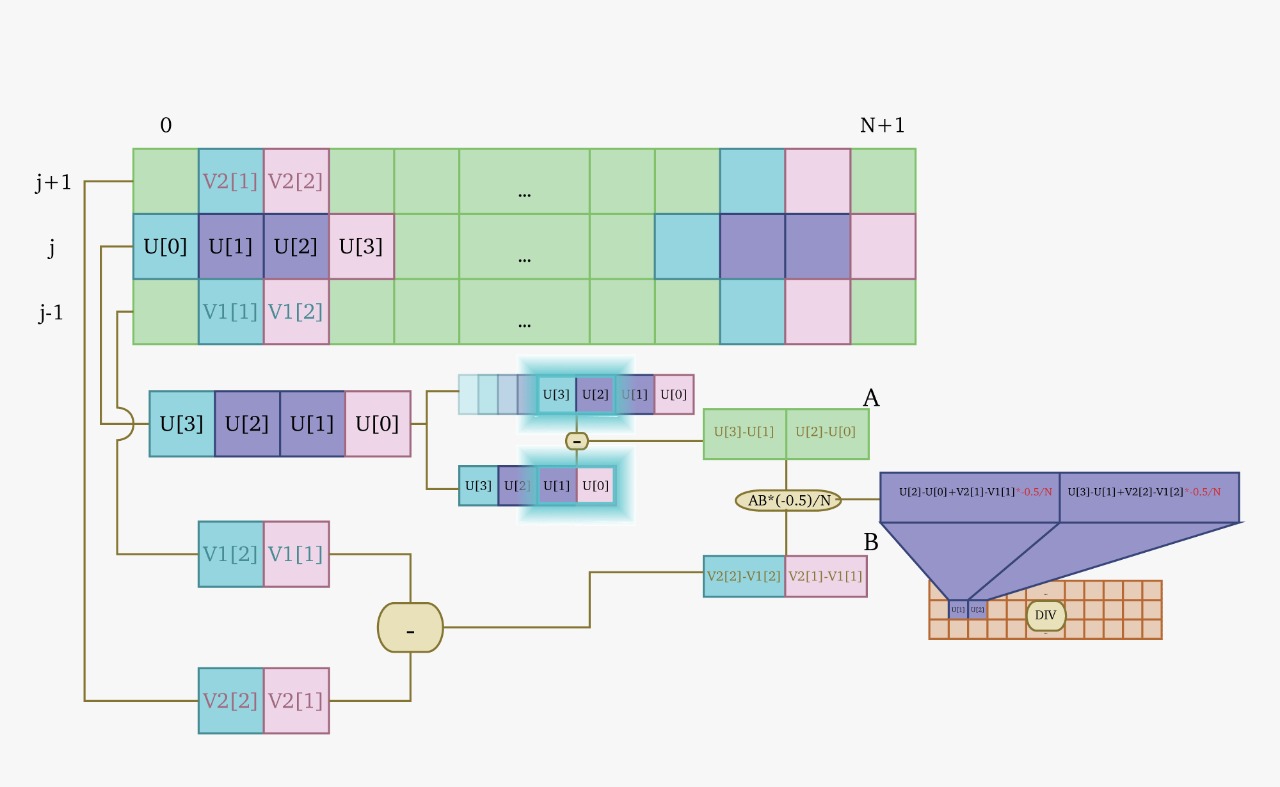 0 N+1
j+1 V2[1] V2[2] ...
j U[0] U[1] U[2] U[3] ...
j-1 V1[1] V1[2] ...
U[3] U[2] U[1] U[0]
U[3] U[2] U[1] U[0]
-
U[3] U[2] U[1] U[0]
A
U[3]-U[1] U[2]-U[0]
AB*(-0.5)/N
U[2]-U[0]+V2[1]-V1[1]*-0.5/N U[3]-U[1]+V2[2]-V1[2]*-0.5/N
B
V2[2]-V1[2] V2[1]-V1[1]
V1[2] V1[1]
-
V2[2] V2[1]
-
U[1] U[2] DIV
-